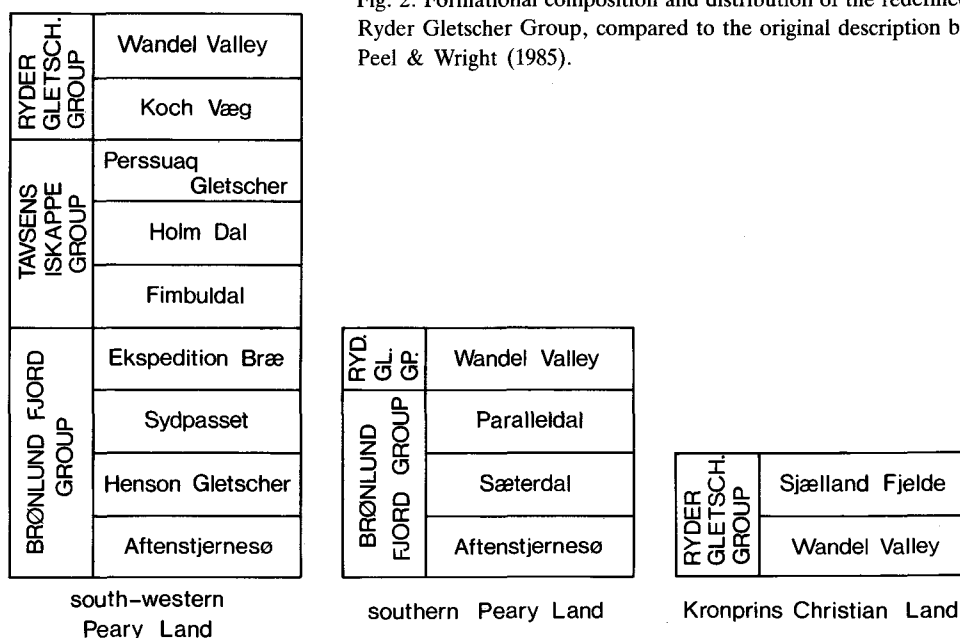 Fig. 2. Formational composition and distribution of the redefined
Ryder Gletscher Group, compared to the original description b
Peel & Wright (1985).
RYDER
GLETSCH.
GROUP
Wandel Valley
Koch Væg
TAVSENS
ISKAPPE
GROUP
Perssuaq
Gletscher
Holm Dal
Fimbuldal
BRØNLUND FJORD
GROUP
Ekspedition Bræ
Sydpasset
Henson Gletscher
Aftenstjernesø
south-western
Peary Land
RYD.
GL.
GP.
Wandel Valley
BRØNLUND
FJORD GROUP
Paralleldal
Sæterdal
Aftenstjernesø
southern Peary Land
RYDER
GLETSCH.
GROUP
Sjælland Fjelde
Wandel Valley
Kronprins Christian Land